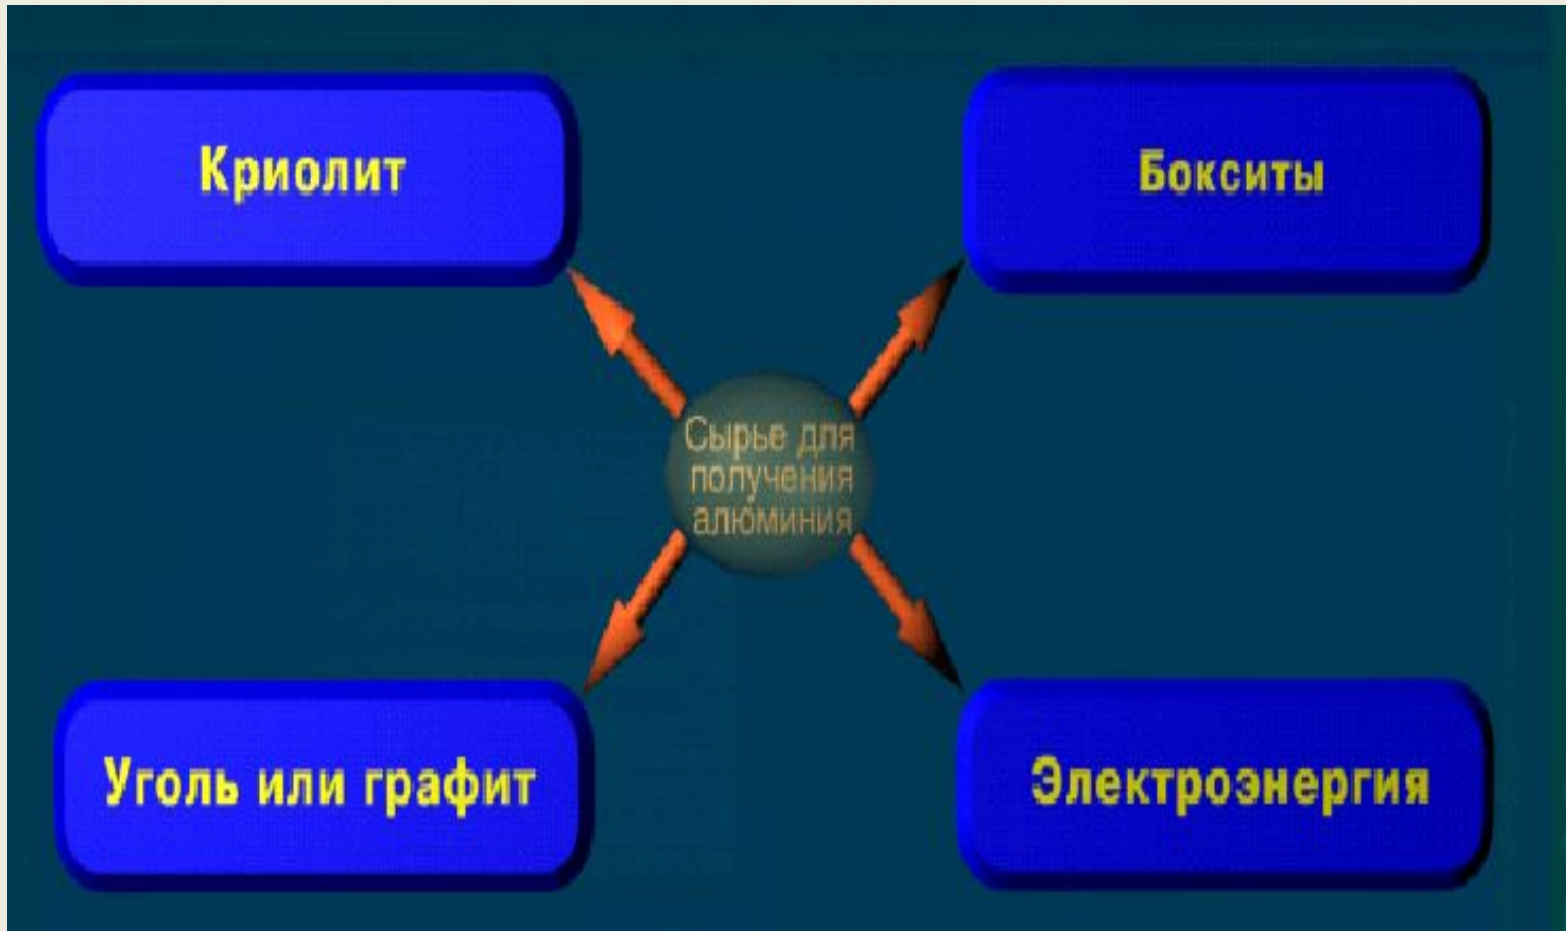 Криолит
Бокситы
Сырье для
получения
алюминия
Уголь или графит
Электроэнергия